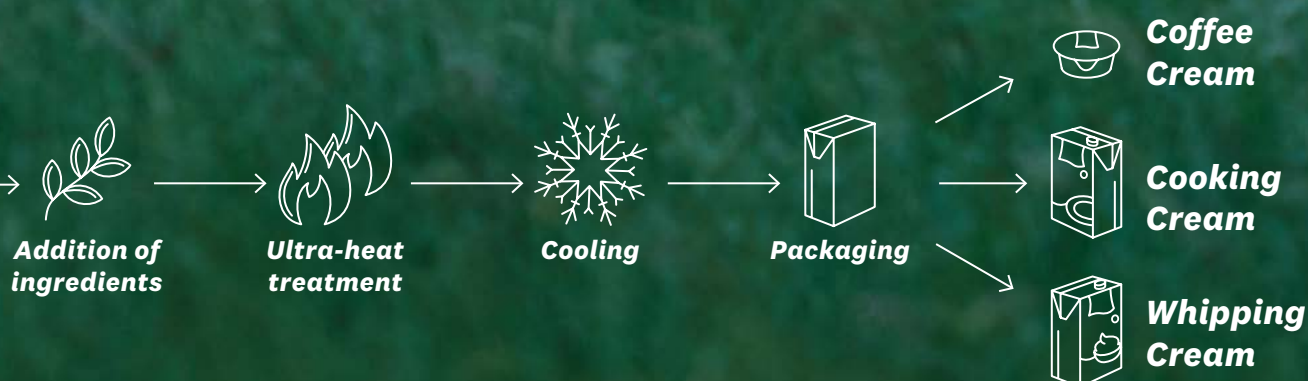 Addition of
ingredients
Ultra-heat
treatment
Cooling
Packaging
Coffee
Cream
Cooking
Cream
Whipping
Cream